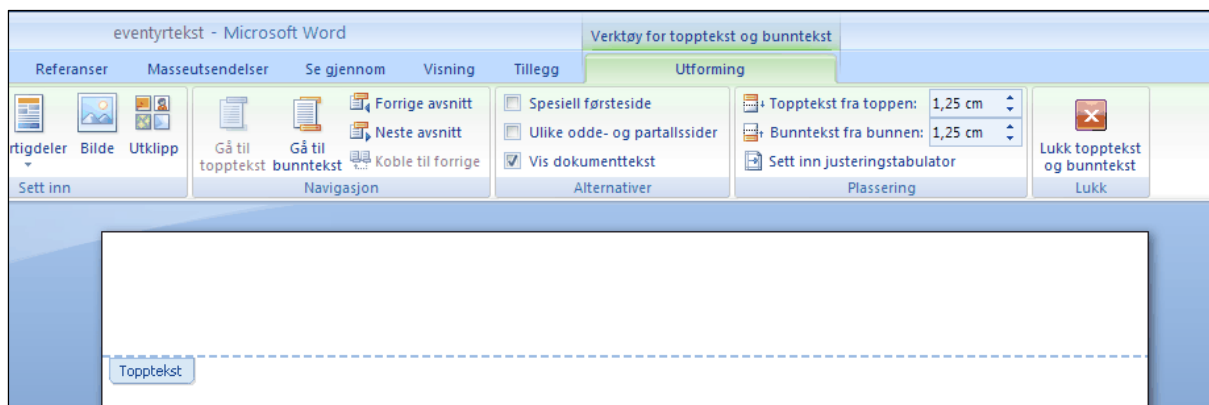 eventyrtekst - Microsoft Word
Verktøy for topptekst og bunntekst
Referanser Masseutsendelser Se gjennom Visning Tillegg Utforming
rtigdeler Bilde Utklipp
Sett inn
Gå til topptekst
Gå til bunntekst
Forrige avsnitt
Neste avsnitt
Koble til forrige
Navigasjon
Spesiell førsteside
Ulike odde- og partallssider
Vis dokumenttekst
Alternativer
Topptekst fra toppen: 1,25 cm
Bunntekst fra bunnen: 1,25 cm
Sett inn justeringstabulator
Plassering
Lukk topptekst
og bunntekst
Lukk
Topptekst